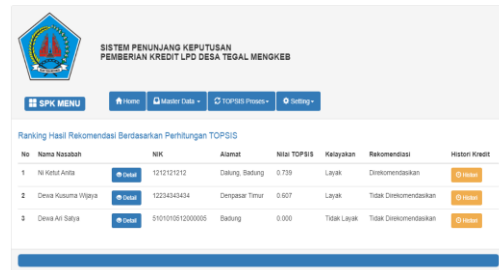 SISTEM PENUNJANG KEPUTUSAN
PEMBERIAN KREDIT LPD DESA TEGAL MENGKEB
SPK MENU
Home Master Data TOPSIS Proses Setting
Ranking Hasil Rekomendasi Berdasarkan Perhitungan TOPSIS
No Nama Nasabah NIK Alamat Nilai TOPSIS Kelayakan Rekomendiasi Histori Kredit
1 Ni Ketut Anita Detail 1212121212 Dalung, Badung 0.739 Layak Direkomendasikan Histori
2 Dewa Kusuma Wijaya Detail 12234343434 Denpasar Timur 0.607 Layak Tidak Direkomendasikan Histori
3 Dewa Ari Satya Detail 5101010512000005 Badung 0.000 Tidak Layak Tidak Direkomendasikan Histori